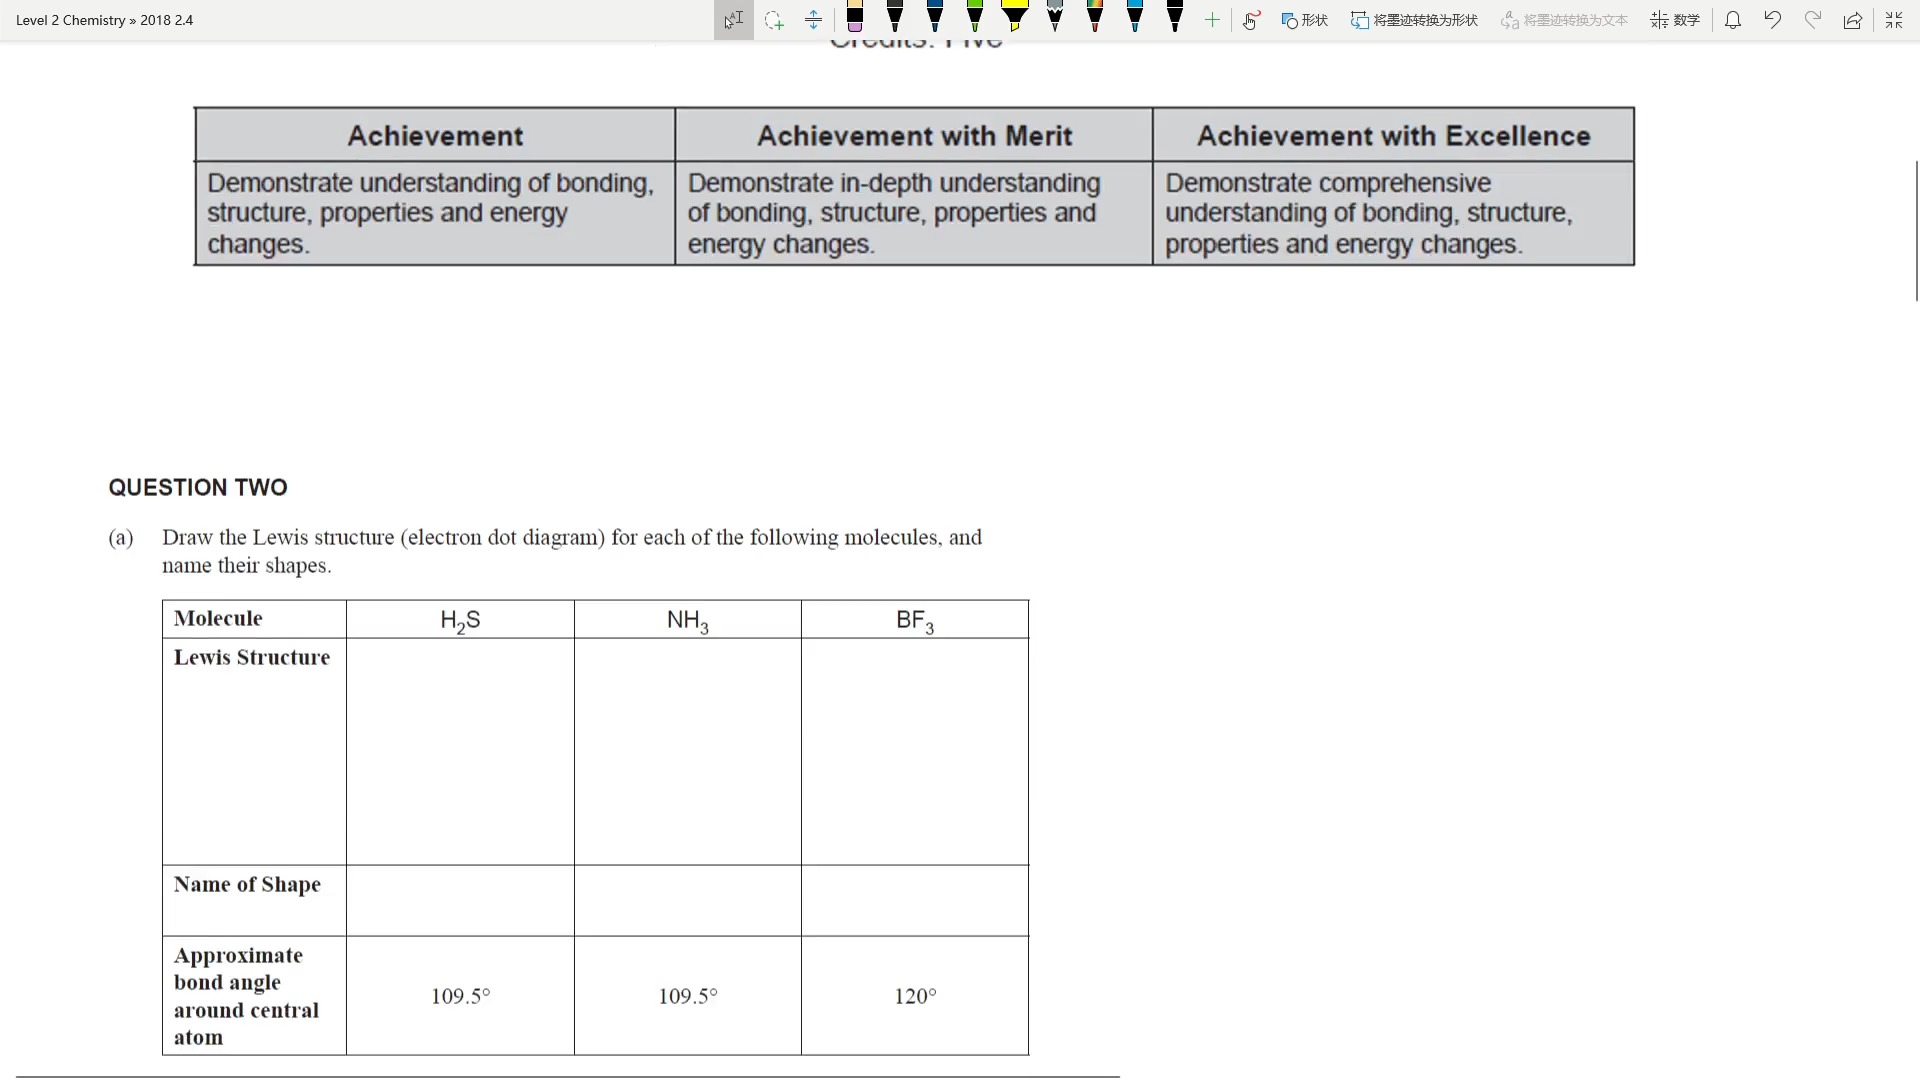 Level 2 Chemistry » 2018 2.4
形状
将墨迹转换为形状
将墨迹转换为文本
数学
Credits: Five
Achievement
Achievement with Merit
Achievement with Excellence
Demonstrate understanding of bonding,
structure, properties and energy
changes.
Demonstrate in-depth understanding
of bonding, structure, properties and
energy changes.
Demonstrate comprehensive
understanding of bonding, structure,
properties and energy changes.
QUESTION TWO
(a) Draw the Lewis structure (electron dot diagram) for each of the following molecules, and
name their shapes.
Molecule H₂S NH₃ BF₃
Lewis Structure
Name of Shape
Approximate
bond angle
around central
atom
109.5° 109.5° 120°